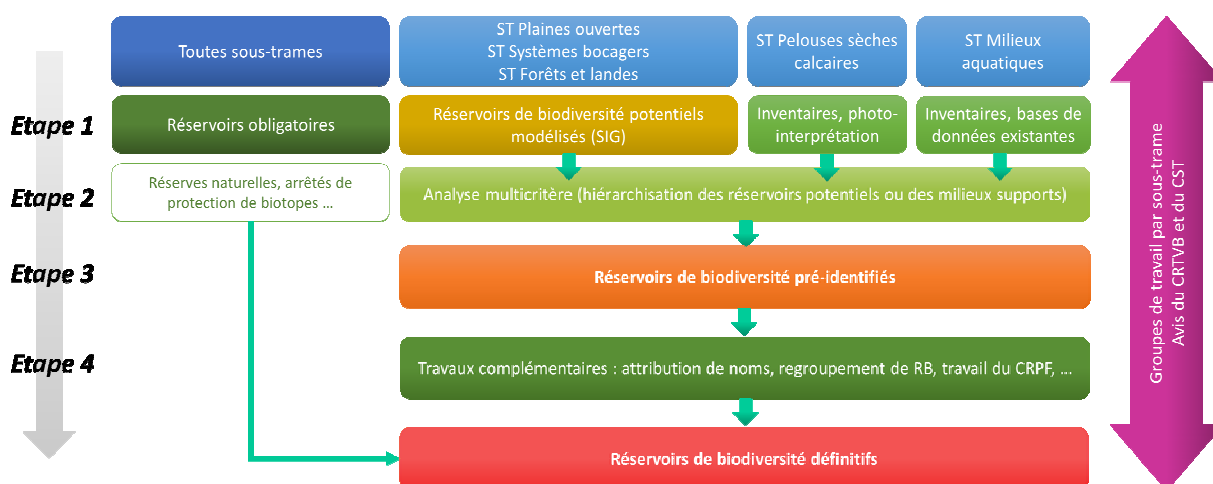 Toutes sous-trames
ST Plaines ouvertes
ST Systèmes bocagers
ST Forêts et landes
ST Pelouses sèches
calcaires
ST Milieux
aquatiques
Etape 1
Réservoirs obligatoires
Réservoirs de biodiversité potentiels
modélisés (SIG)
Inventaires, photo-
interprétation
Inventaires, bases de
données existantes
Etape 2
Réserves naturelles, arrêtés de
protection de biotopes ...
Analyse multicritère (hiérarchisation des réservoirs potentiels ou des milieux supports)
Etape 3
Réservoirs de biodiversité pré-identifiés
Etape 4
Travaux complémentaires : attribution de noms, regroupement de RB, travail du CRPF, ...
Réservoirs de biodiversité définitifs
Groupes de travail par sous-trame
Avis du CRTVB et du CST